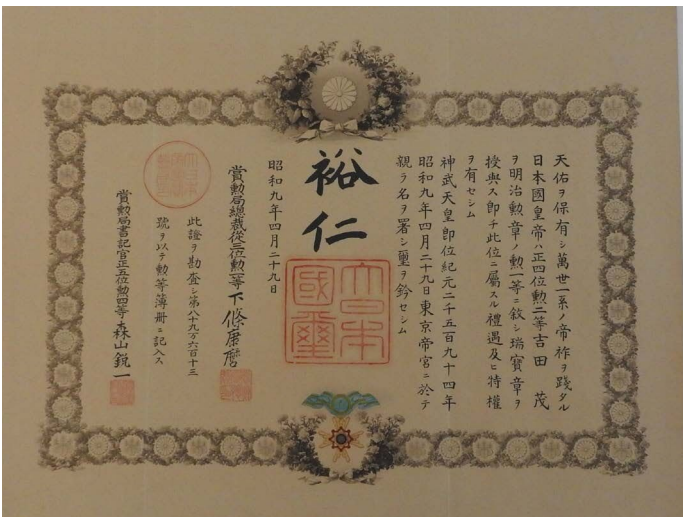 天佑ヲ保有シ萬世一系ノ帝祚ヲ踐タル
日本國皇帝ハ正四位勲二等吉田茂
ヲ明治勲章ノ勲一等ニ敘シ瑞寶章ヲ
授與ス即チ此位ニ屬スル禮遇及ヒ特權
ヲ有セシム
神武天皇即位紀元二千五百九十四年
昭和九年四月二十九日東京帝宮ニ於テ
親ラ名ヲ署シ璽ヲ鈐セシム
裕仁
大日本國璽
昭和九年四月二十九日
賞勲局總裁從三位勲一等下條康麿
此證ヲ勘査シ第八十九万六百十三
號ヲ以テ勲等簿冊ニ記入ス
賞勲局書記官正五位勲四等森山鋭一